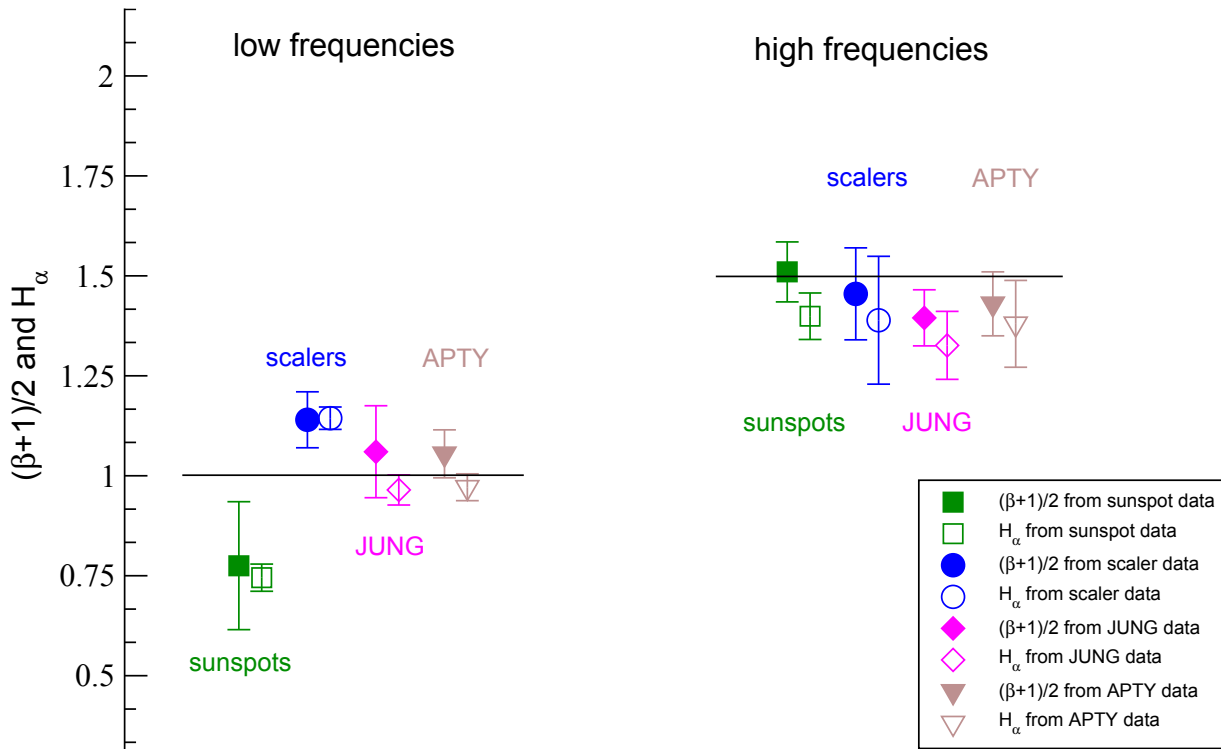 low frequencies
high frequencies
(β+1)/2 and Hα
2
1.75
1.5
1.25
1
0.75
0.5
scalers
APTY
scalers
APTY
sunspots
JUNG
JUNG
sunspots
(β+1)/2 from sunspot data
Hα from sunspot data
(β+1)/2 from scaler data
Hα from scaler data
(β+1)/2 from JUNG data
Hα from JUNG data
(β+1)/2 from APTY data
Hα from APTY data